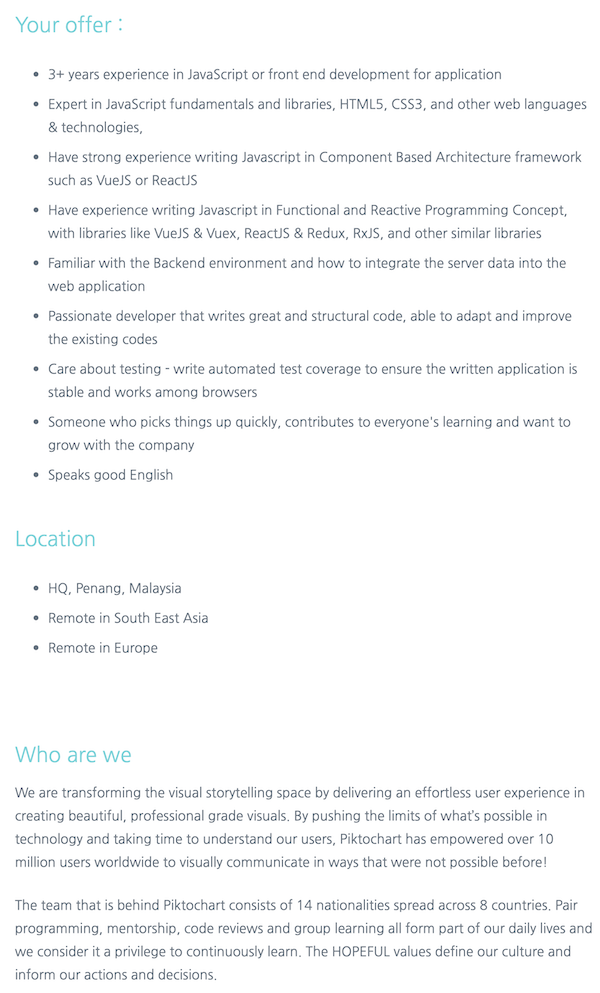 Your offer :
• 3+ years experience in JavaScript or front end development for application
• Expert in JavaScript fundamentals and libraries, HTML5, CSS3, and other web languages
& technologies,
• Have strong experience writing Javascript in Component Based Architecture framework
such as VueJS or ReactJS
• Have experience writing Javascript in Functional and Reactive Programming Concept,
with libraries like VueJS & Vuex, ReactJS & Redux, RxJS, and other similar libraries
• Familiar with the Backend environment and how to integrate the server data into the
web application
• Passionate developer that writes great and structural code, able to adapt and improve
the existing codes
• Care about testing - write automated test coverage to ensure the written application is
stable and works among browsers
• Someone who picks things up quickly, contributes to everyone's learning and want to
grow with the company
• Speaks good English
Location
• HQ, Penang, Malaysia
• Remote in South East Asia
• Remote in Europe
Who are we
We are transforming the visual storytelling space by delivering an effortless user experience in
creating beautiful, professional grade visuals. By pushing the limits of what's possible in
technology and taking time to understand our users, Piktochart has empowered over 10
million users worldwide to visually communicate in ways that were not possible before!
The team that is behind Piktochart consists of 14 nationalities spread across 8 countries. Pair
programming, mentorship, code reviews and group learning all form part of our daily lives and
we consider it a privilege to continuously learn. The HOPEFUL values define our culture and
inform our actions and decisions.